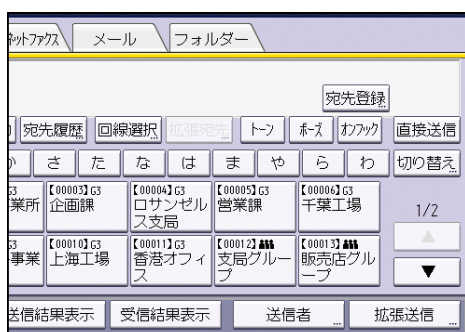 ネットファクス メール フォルダー
宛先登録
宛先履歴 回線選択 拡張宛先 トーン ポーズ オンフック 直接送信
か さ た な は ま や ら わ 切り替え
G3 【00003】G3 【00004】G3 【00005】G3 【00006】G3
業所 企画課 ロサンゼル 営業課 千葉工場 1/2
ス支局
G3 【00010】G3 【00011】G3 【00012】 【00013】
事業 上海工場 香港オフィ 支局グルー 販売店グル
ス プ ープ
送信結果表示 受信結果表示 送信者 拡張送信